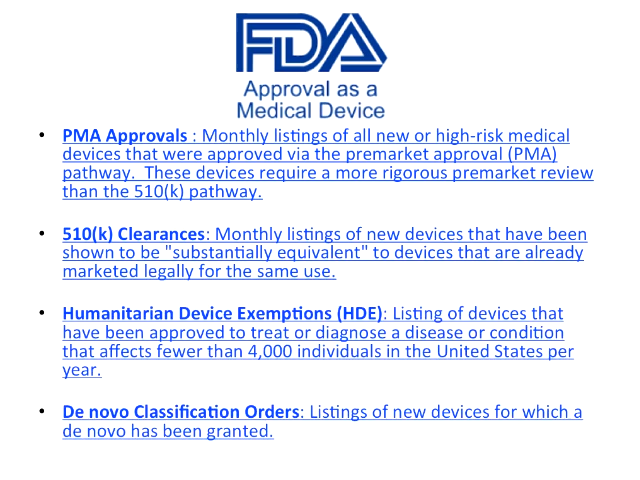 FDA
Approval as a
Medical Device
• PMA Approvals : Monthly listings of all new or high-risk medical
devices that were approved via the premarket approval (PMA)
pathway.  These devices require a more rigorous premarket review
than the 510(k) pathway.
• 510(k) Clearances: Monthly listings of new devices that have been
shown to be "substantially equivalent" to devices that are already
marketed legally for the same use.
• Humanitarian Device Exemptions (HDE): Listing of devices that
have been approved to treat or diagnose a disease or condition
that affects fewer than 4,000 individuals in the United States per
year.
• De novo Classification Orders: Listings of new devices for which a
de novo has been granted.